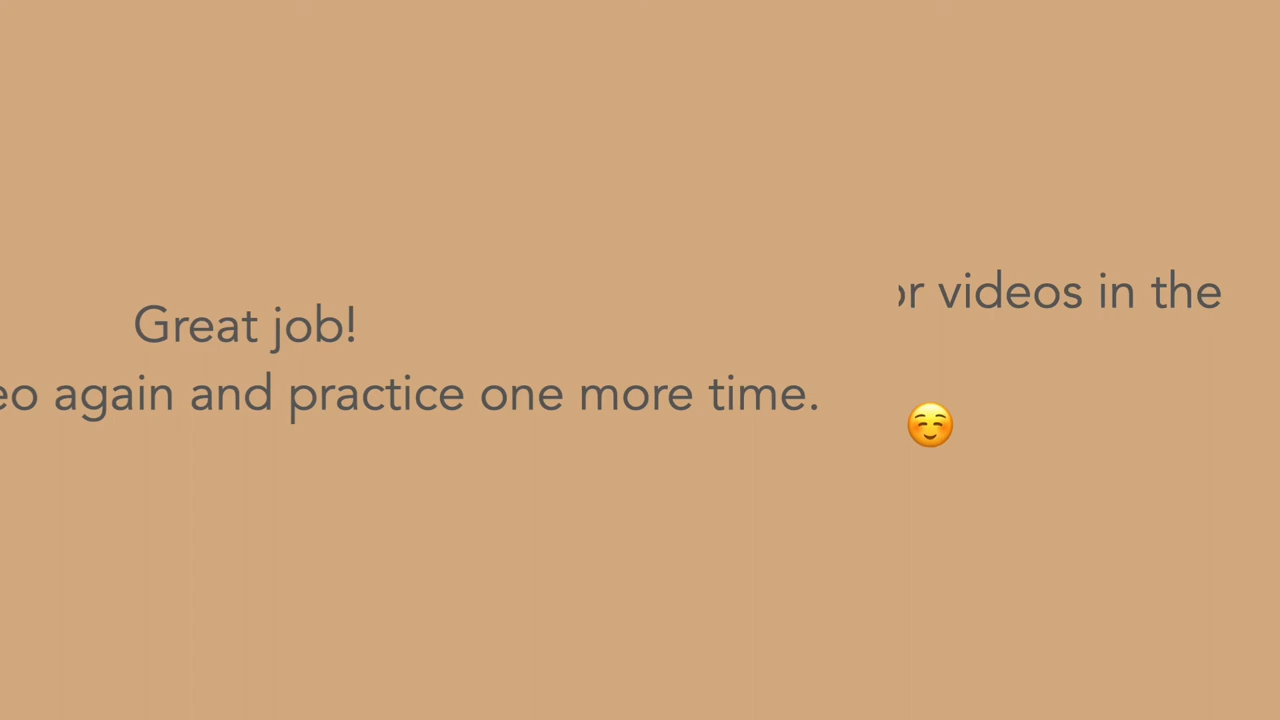 Great job!
again and practice one more time.
videos in the
☺️